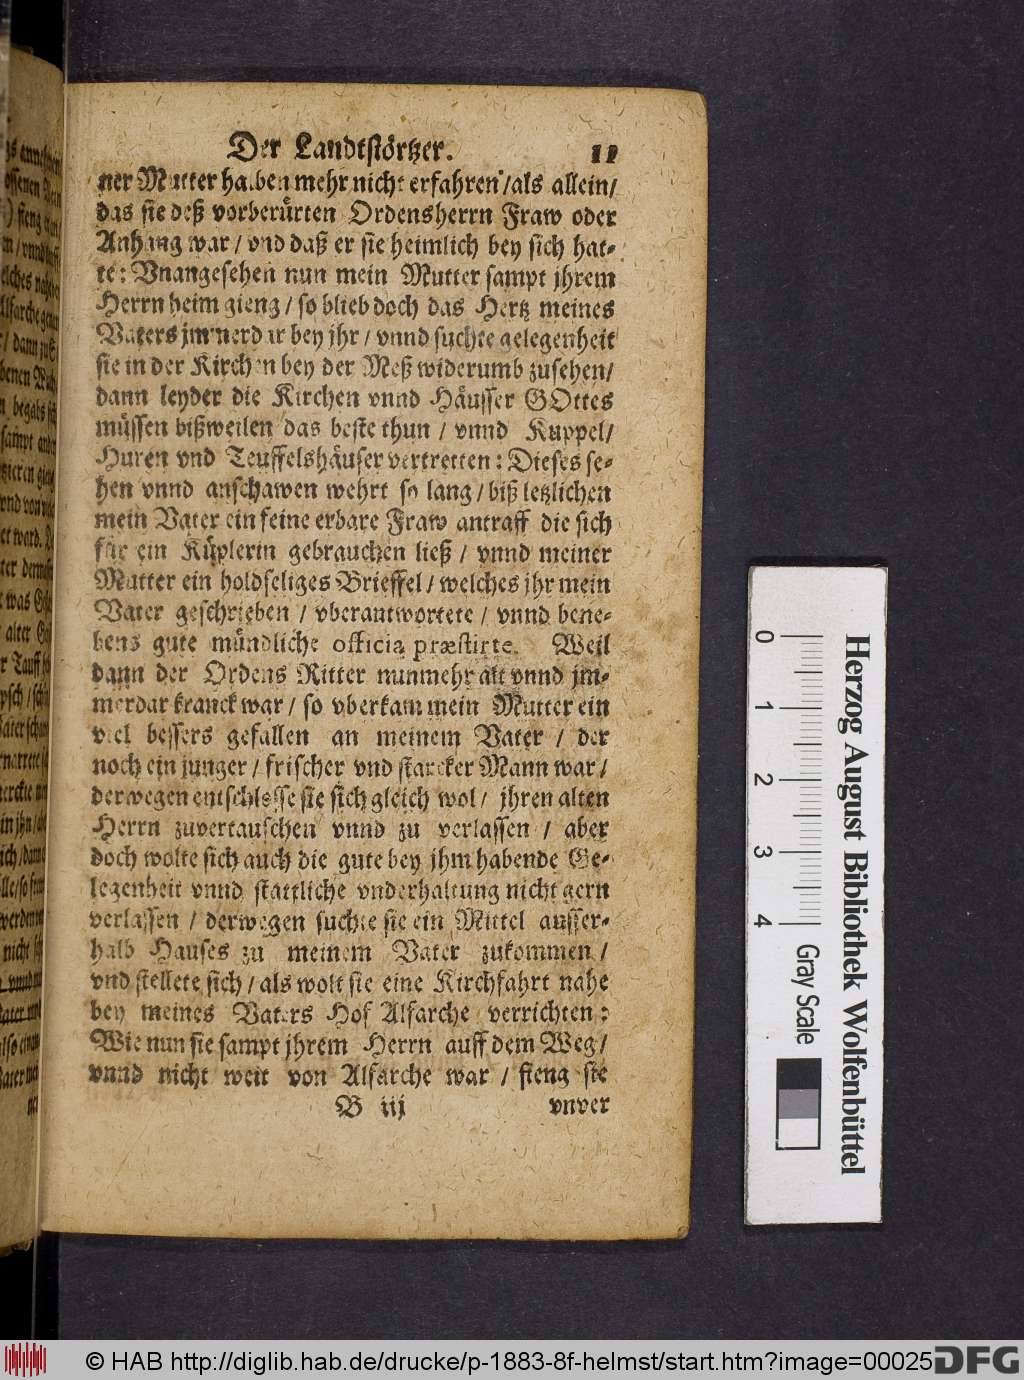 Der Landtstörtzer. 11
ner Mutter halben mehr nicht erfahren / als allein /
das sie deß vorberürten Ordensherrn Fraw oder
Anhang war / vnd daß er sie heimlich bey sich hat-
te: Vnangesehen nun mein Mutter sampt jhrem
Herrn heim gieng / so blieb doch das Hertz meines
Vaters jmmerdar bey jhr / vnnd suchte gelegenheit
sie in der Kirchen bey der Meß widerumb zusehen /
dann leyder die Kirchen vnnd Häusser GOttes
müssen bißweilen das beste thun / vnnd Kuppel /
Huren vnd Teuffelshäuser vertretten: Dieses se-
hen vnnd anschawen wehrt so lang / biß letzlichen
mein Vater ein feine erbare Fraw antraff die sich
für ein Küplerin gebrauchen ließ / vnnd meiner
Mutter ein holdseliges Brieffel / welches jhr mein
Vater geschrieben / vberantwortete / vnnd bene-
bens gute mündliche officia præstirte. Weil
dann der Ordens Ritter nunmehr alt vnnd jm-
merdar kranck war / so vberkam mein Mutter ein
viel bessers gefallen an meinem Vater / der
noch ein junger / frischer vnd starcker Mann war /
derwegen entschlosse sie sich gleich wol / jhren alten
Herrn zuvertauschen vnnd zu verlassen / aber
doch wolte sich auch die gute bey jhm habende Ge-
legenheit vnnd stattliche vnderhaltung nicht gern
verlassen / derwegen suchte sie ein Mittel ausser-
halb Hauses zu meinem Vater zukommen /
vnd stellete sich / als wolt sie eine Kirchfahrt nahe
bey meines Vaters Hof Alfarche verrichten:
Wie nun sie sampt jhrem Herrn auff dem Weg /
vnnd nicht weit von Alfarche war / fieng sie
B iij vnver
0 1 2 3 4
Gray Scale
Herzog August Bibliothek Wolfenbüttel
© HAB http://diglib.hab.de/drucke/p-1883-8f-helmst/start.htm?image=00025
DFG